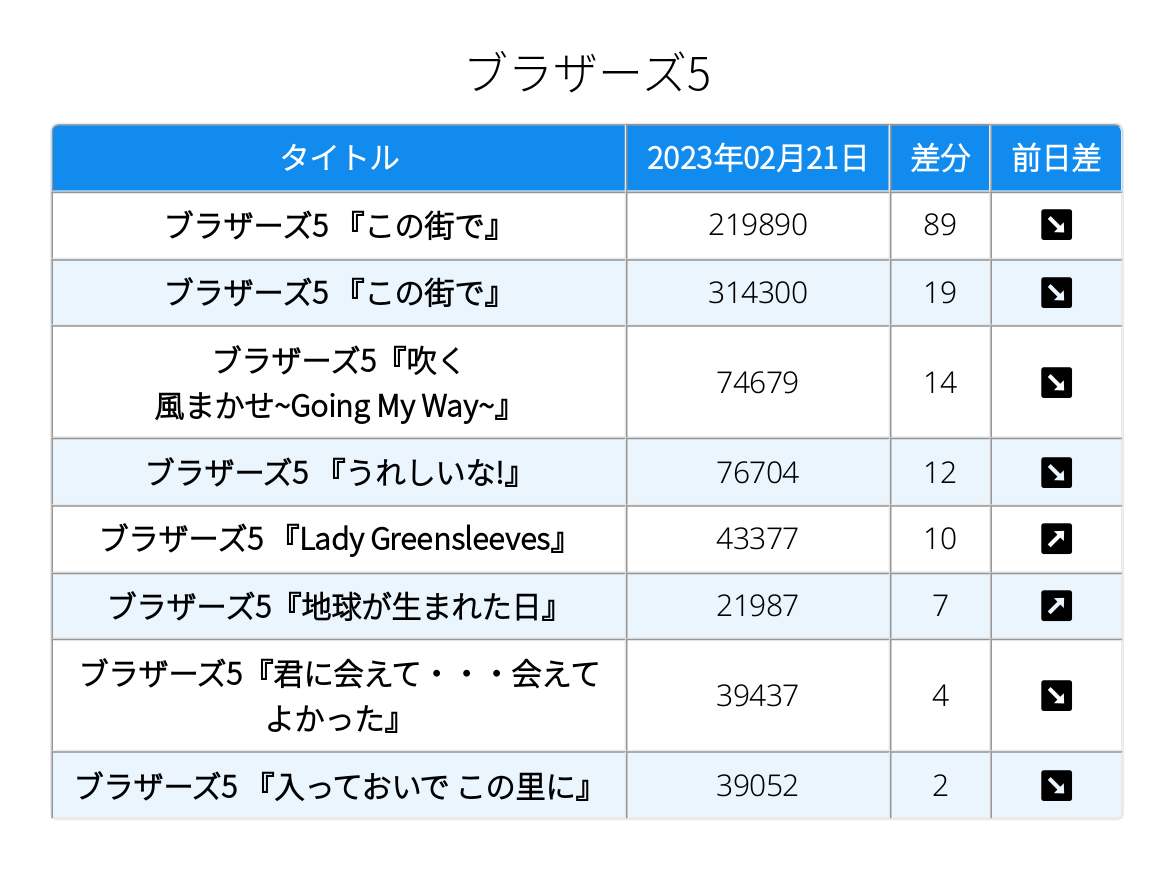 ブラザーズ5
タイトル 2023年02月21日 差分 前日差
ブラザーズ5 『この街で』 219890 89 ↘
ブラザーズ5 『この街で』 314300 19 ↘
ブラザーズ5『吹く
風まかせ~Going My Way~』 74679 14 ↘
ブラザーズ5 『うれしいな!』 76704 12 ↘
ブラザーズ5 『Lady Greensleeves』 43377 10 ↗
ブラザーズ5『地球が生まれた日』 21987 7 ↗
ブラザーズ5『君に会えて・・・会えて
よかった』 39437 4 ↘
ブラザーズ5 『入っておいで この里に』 39052 2 ↘